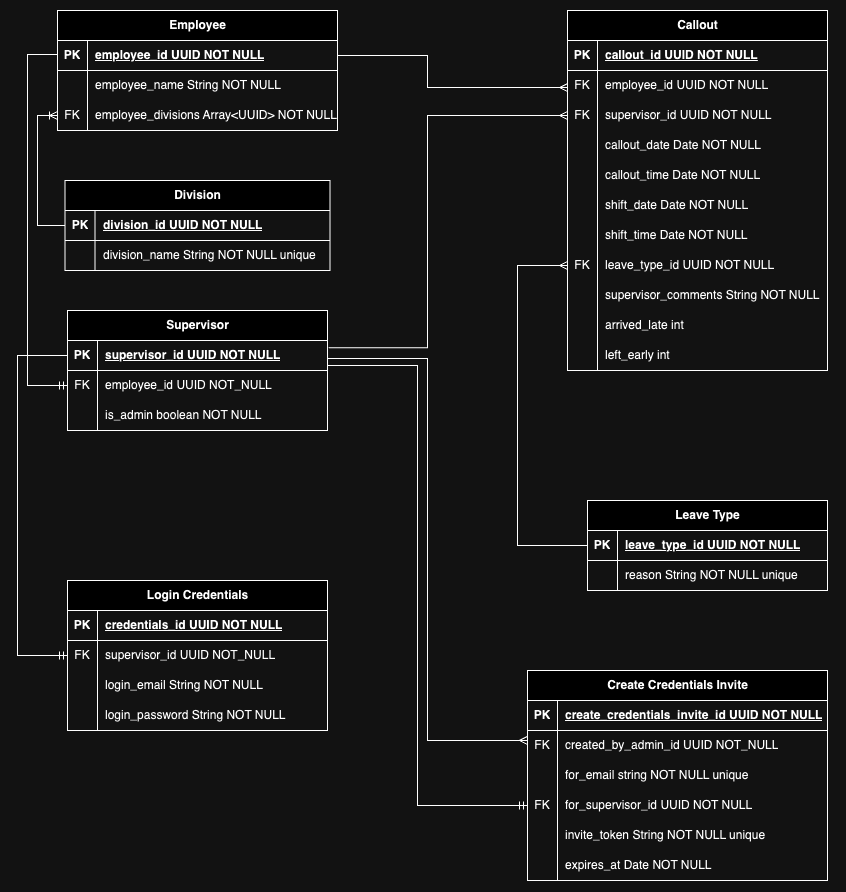 Employee
PK employee_id UUID NOT NULL
employee_name String NOT NULL
FK employee_divisions Array<UUID> NOT NULL
Division
PK division_id UUID NOT NULL
division_name String NOT NULL unique
Supervisor
PK supervisor_id UUID NOT NULL
FK employee_id UUID NOT_NULL
is_admin boolean NOT NULL
Login Credentials
PK credentials_id UUID NOT NULL
FK supervisor_id UUID NOT_NULL
login_email String NOT NULL
login_password String NOT NULL
Callout
PK callout_id UUID NOT NULL
FK employee_id UUID NOT NULL
FK supervisor_id UUID NOT NULL
callout_date Date NOT NULL
callout_time Date NOT NULL
shift_date Date NOT NULL
shift_time Date NOT NULL
FK leave_type_id UUID NOT NULL
supervisor_comments String NOT NULL
arrived_late int
left_early int
Leave Type
PK leave_type_id UUID NOT NULL
reason String NOT NULL unique
Create Credentials Invite
PK create_credentials_invite_id UUID NOT NULL
FK created_by_admin_id UUID NOT_NULL
for_email string NOT NULL unique
FK for_supervisor_id UUID NOT NULL
invite_token String NOT NULL unique
expires_at Date NOT NULL